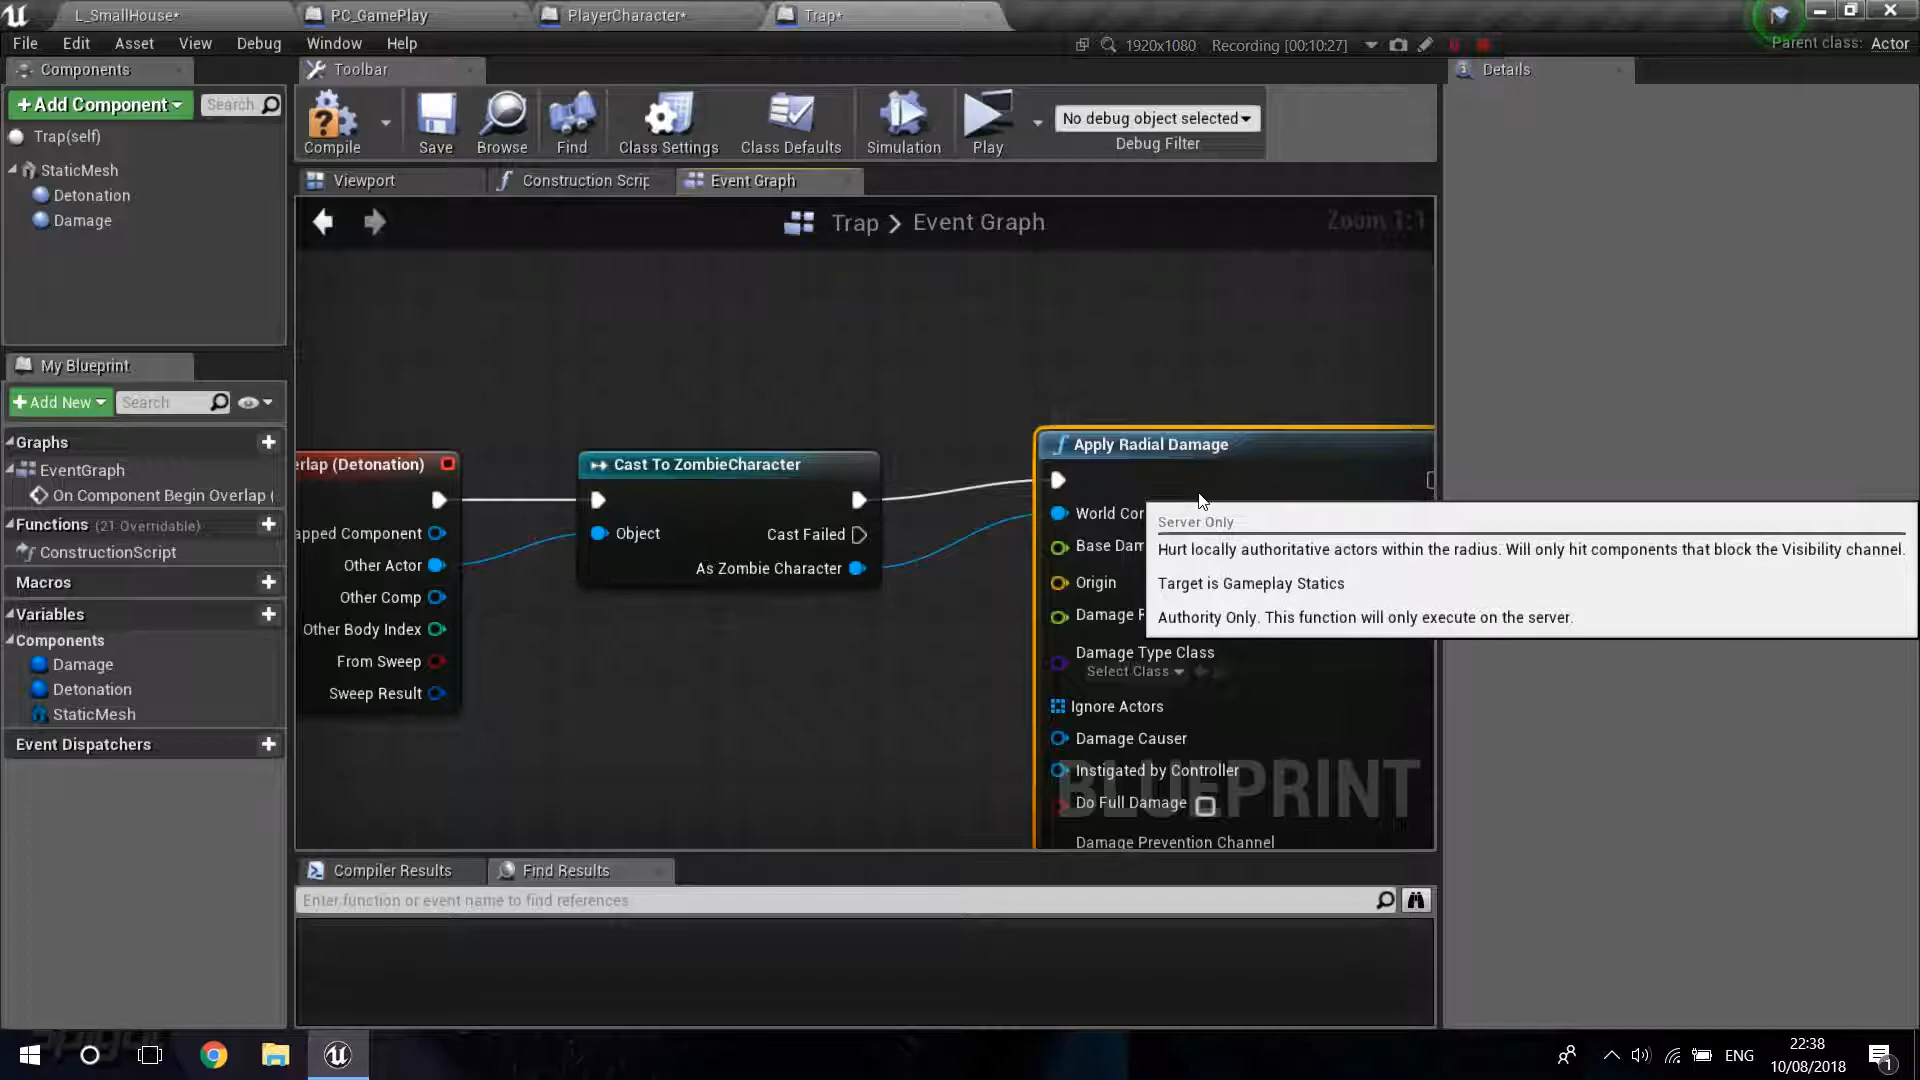 L_SmallHouse*
PC_GamePlay
PlayerCharacter*
Trap*
File
Edit
Asset
View
Debug
Window
Help
1920x1080
Recording [00:10:27]
Parent class: Actor
Components
Toolbar
Details
+Add Component
Search
Trap(self)
StaticMesh
Detonation
Damage
Compile
Save
Browse
Find
Class Settings
Class Defaults
Simulation
Play
No debug object selected
Debug Filter
Viewport
Construction Scrip
Event Graph
Trap > Event Graph
Zoom 1:1
My Blueprint
+Add New
Search
Graphs
EventGraph
On Component Begin Overlap (
Functions (21 Overridable)
ConstructionScript
Macros
Variables
Components
Damage
Detonation
StaticMesh
Event Dispatchers
erlap (Detonation)
apped Component
Other Actor
Other Comp
Other Body Index
From Sweep
Sweep Result
Cast To ZombieCharacter
Object
Cast Failed
As Zombie Character
Apply Radial Damage
World Cor
Base Dam
Origin
Damage
Damage Type Class
Select Class
Ignore Actors
Damage Causer
Instigated by Controller
Do Full Damage
Damage Prevention Channel
BLUEPRINT
Server Only
Hurt locally authoritative actors within the radius. Will only hit components that block the Visibility channel.
Target is Gameplay Statics
Authority Only. This function will only execute on the server.
Compiler Results
Find Results
Enter function or event name to find references
ENG
22:38
10/08/2018
1